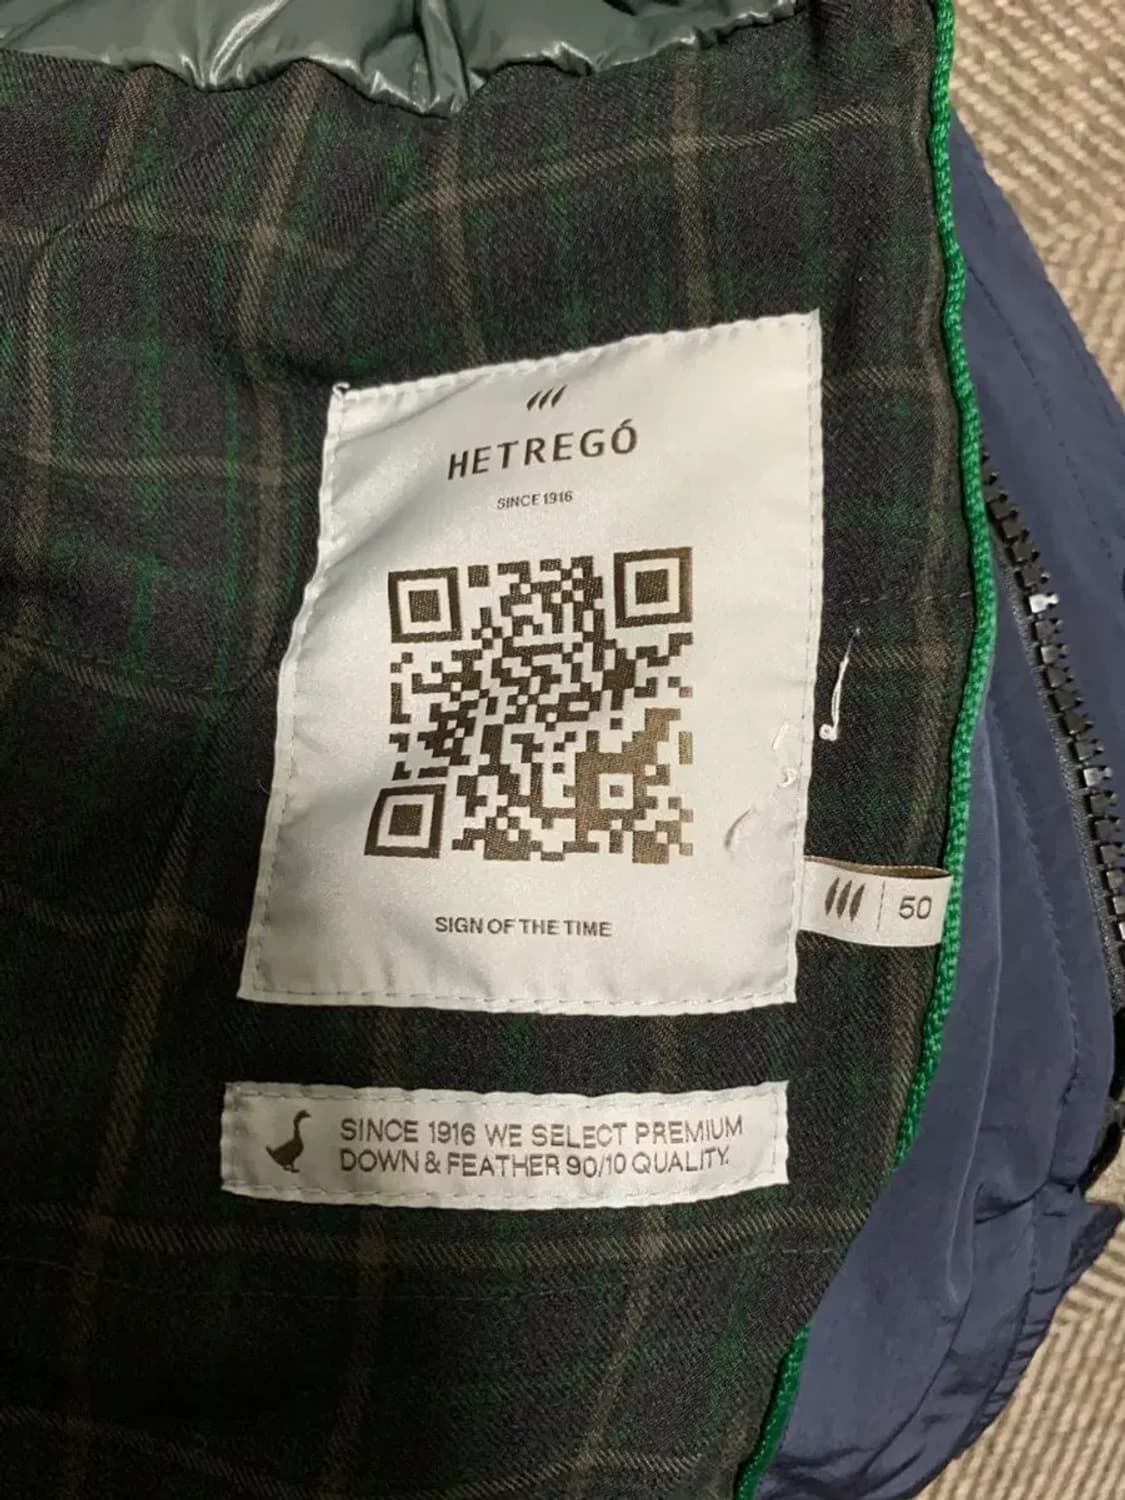 HETREGÓ
SINCE 1916
SIGN OF THE TIME
50
SINCE 1916 WE SELECT PREMIUM
DOWN & FEATHER 90/10 QUALITY.